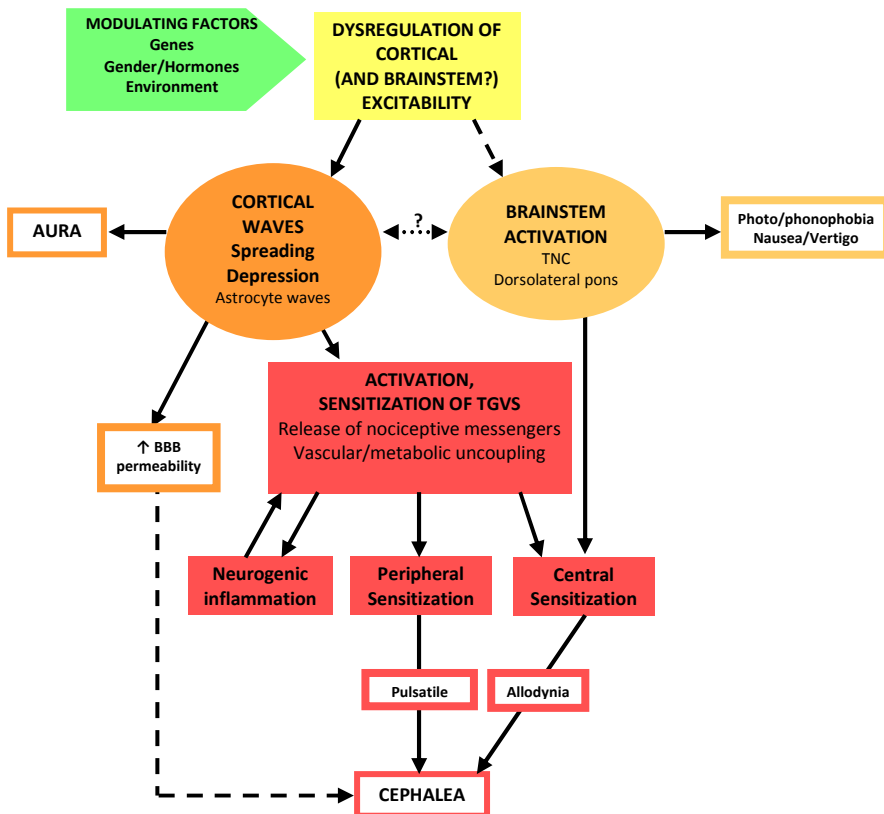 MODULATING FACTORS
Genes
Gender/Hormones
Environment
DYSREGULATION OF
CORTICAL
(AND BRAINSTEM?)
EXCITABILITY
AURA
CORTICAL
WAVES
Spreading
Depression
Astrocyte waves
?
BRAINSTEM
ACTIVATION
TNC
Dorsolateral pons
Photo/phonophobia
Nausea/Vertigo
ACTIVATION,
SENSITIZATION OF TGVS
Release of nociceptive messengers
Vascular/metabolic uncoupling
↑ BBB
permeability
Neurogenic
inflammation
Peripheral
Sensitization
Central
Sensitization
Pulsatile
Allodynia
CEPHALEA